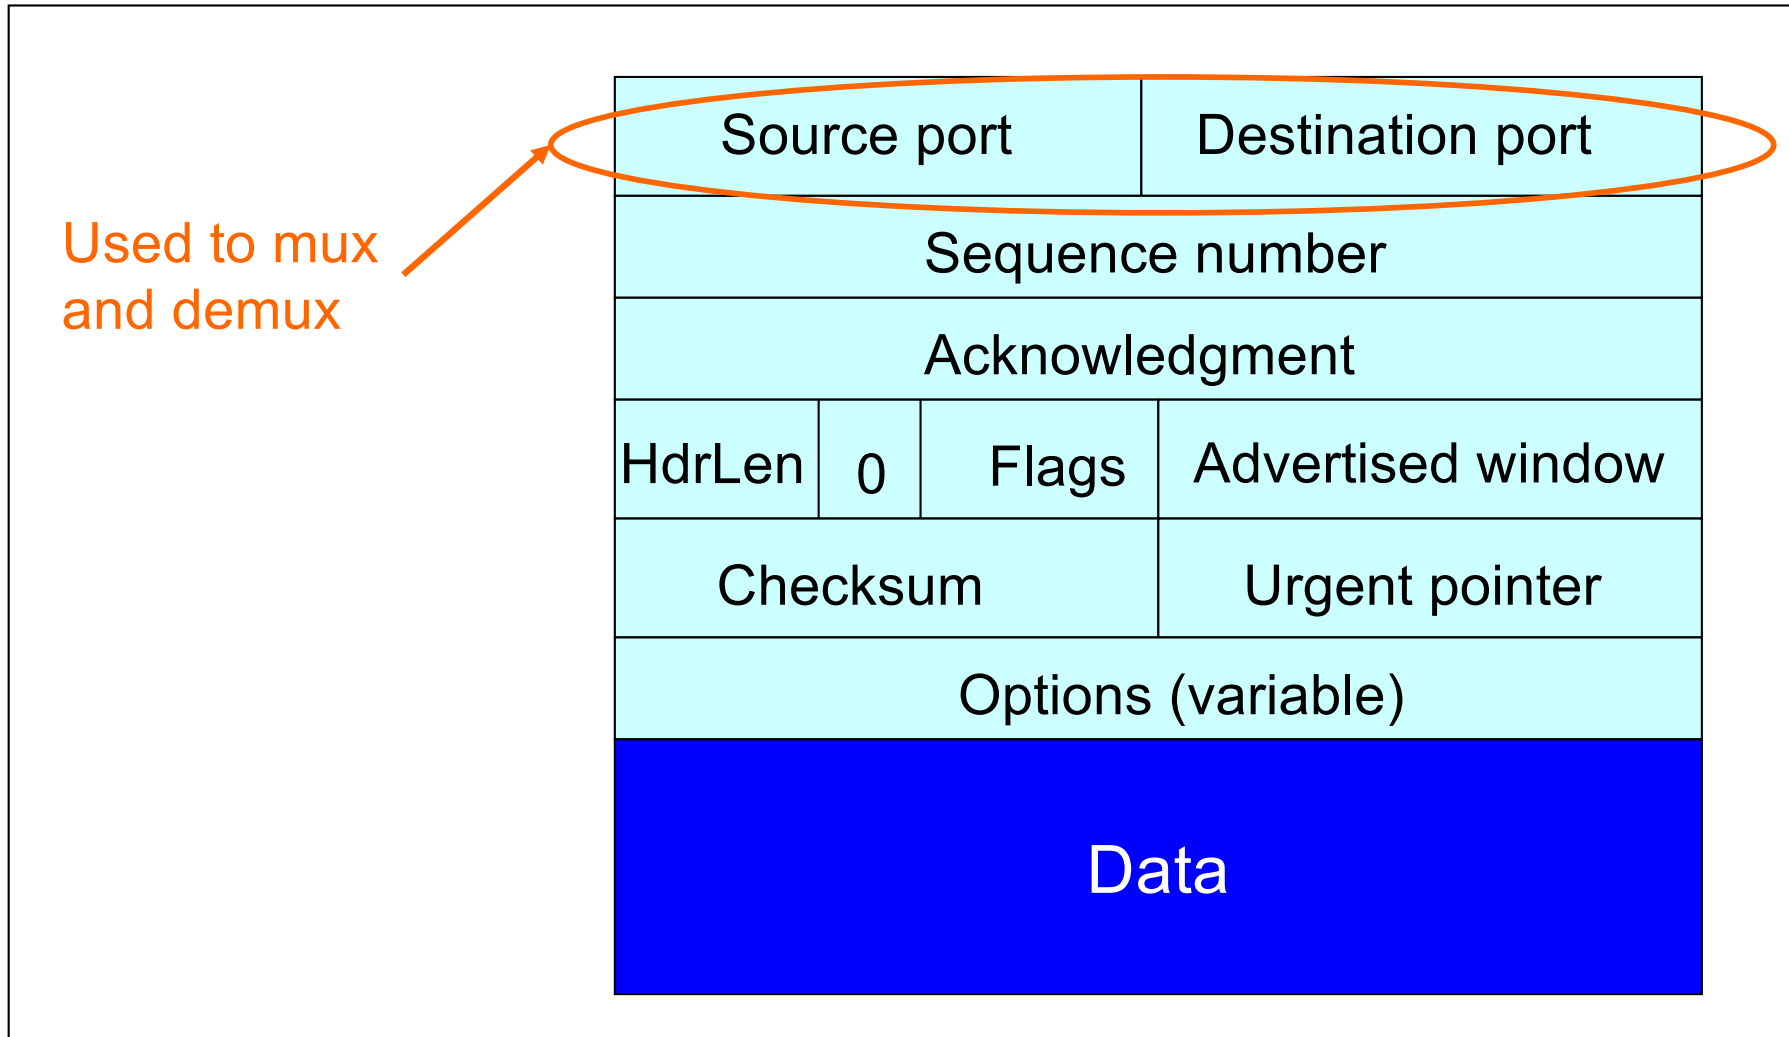 Source port
Destination port
Used to mux
and demux
Sequence number
Acknowledgment
HdrLen
0
Flags
Advertised window
Checksum
Urgent pointer
Options (variable)
Data